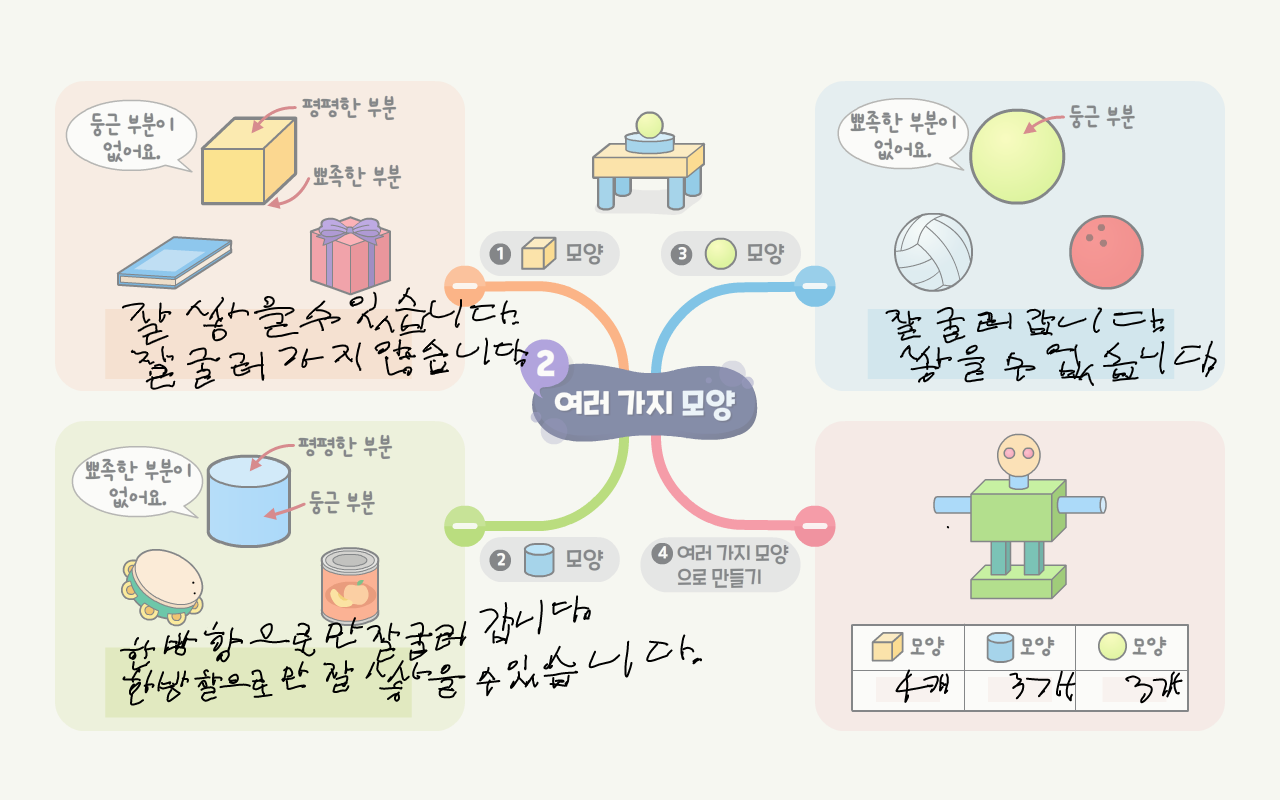 둥근 부분이
없어요.
평평한 부분
뾰족한 부분
1 모양
잘 쌓을 수 있습니다.
잘 굴러 가지 않습니다
3 모양
뾰족한 부분이
없어요.
둥근 부분
잘 굴러 갑니다
쌓을 수 없습니다
2
여러 가지 모양
뾰족한 부분이
없어요.
평평한 부분
둥근 부분
2 모양
한 방향으로만 잘 굴러 갑니다
한방향으로만 잘 쌓을 수 있습니다.
4 여러 가지 모양
으로 만들기
모양 모양 모양
4개 3개 3개